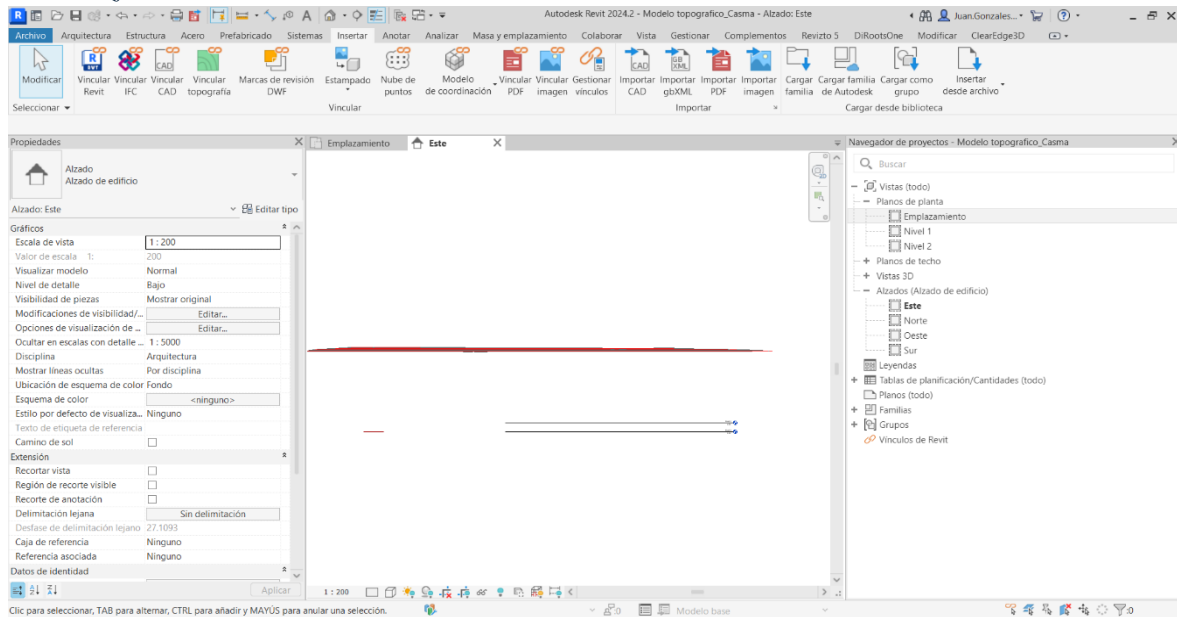 Autodesk Revit 2024.2 - Modelo topografico_Casma - Alzado: Este
Juan.Gonzales...
Archivo Arquitectura Estructura Acero Prefabricado Sistemas Insertar Anotar Analizar Masa y emplazamiento Colaborar Vista Gestionar Complementos Revizto 5 DiRootsOne Modificar ClearEdge3D
Modificar
Vincular Revit
Vincular IFC
Vincular CAD
Vincular topografía
Marcas de revisión DWF
Estampado
Nube de puntos
Modelo de coordinación
Vincular PDF
Vincular imagen
Gestionar vínculos
Importar CAD
Importar gbXML
Importar PDF
Importar imagen
Cargar familia
Cargar familia de Autodesk
Cargar como grupo
Insertar desde archivo
Seleccionar
Vincular
Importar
Cargar desde biblioteca
Propiedades
Alzado
Alzado de edificio
Alzado: Este
Editar tipo
Gráficos
Escala de vista 1 : 200
Valor de escala 1: 200
Visualizar modelo Normal
Nivel de detalle Bajo
Visibilidad de piezas Mostrar original
Modificaciones de visibilidad/... Editar...
Opciones de visualización de ... Editar...
Ocultar en escalas con detalle ... 1 : 5000
Disciplina Arquitectura
Mostrar líneas ocultas Por disciplina
Ubicación de esquema de color Fondo
Esquema de color <ninguno>
Estilo por defecto de visualiza... Ninguno
Texto de etiqueta de referencia
Camino de sol
Extensión
Recortar vista
Región de recorte visible
Recorte de anotación
Delimitación lejana Sin delimitación
Desfase de delimitación lejano 27.1093
Caja de referencia Ninguno
Referencia asociada Ninguno
Datos de identidad
Aplicar
Emplazamiento
Este
1 : 200
Navegador de proyectos - Modelo topografico_Casma
Buscar
Vistas (todo)
Planos de planta
Emplazamiento
Nivel 1
Nivel 2
Planos de techo
Vistas 3D
Alzados (Alzado de edificio)
Este
Norte
Oeste
Sur
Leyendas
Tablas de planificación/Cantidades (todo)
Planos (todo)
Familias
Grupos
Vínculos de Revit
Clic para seleccionar, TAB para alternar, CTRL para añadir y MAYÚS para anular una selección.
:0
Modelo base
:0